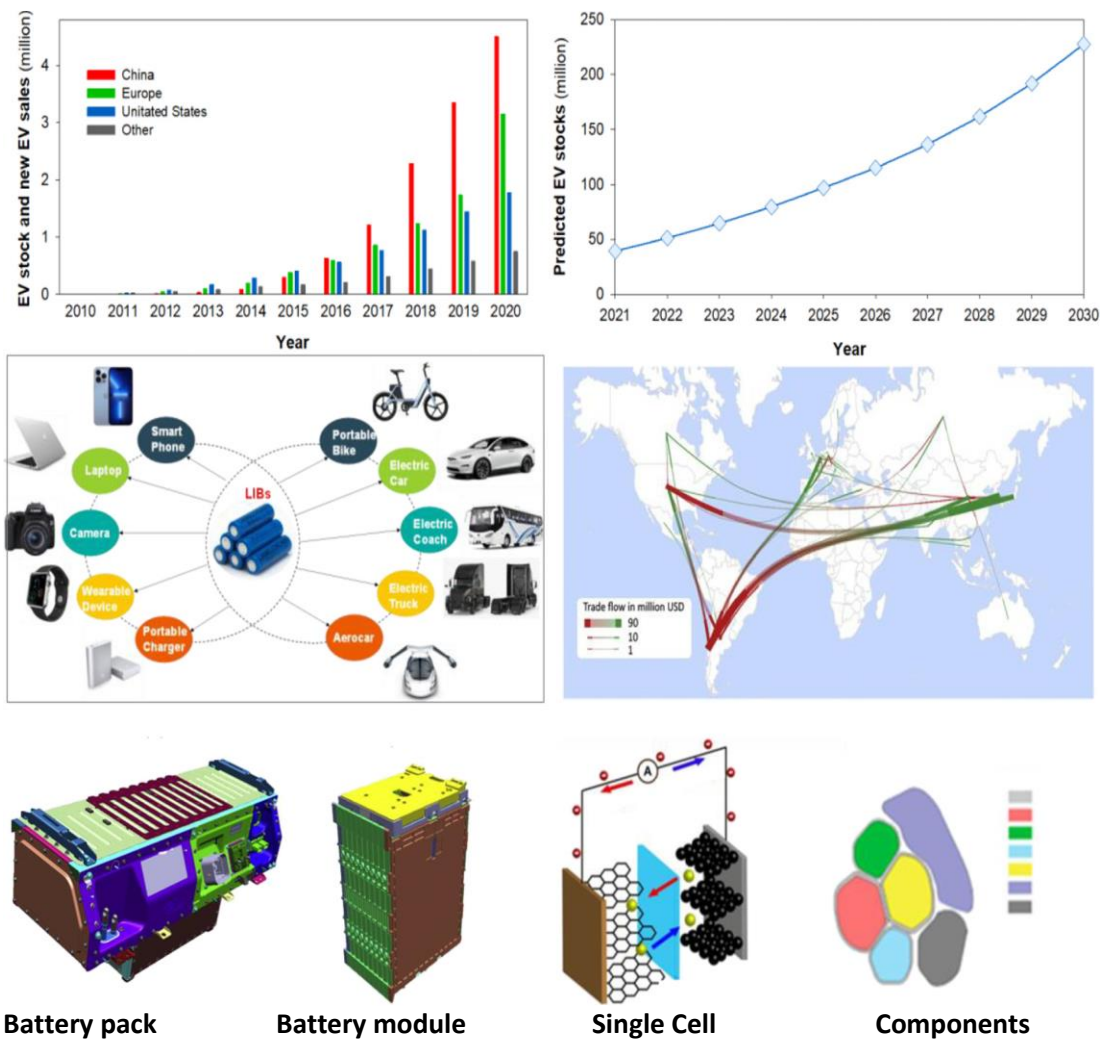 EV stock and new EV sales (million)
4
3
2
1
0
China
Europe
Unitated States
Other
2010 2011 2012 2013 2014 2015 2016 2017 2018 2019 2020
Year
Predicted EV stocks (million)
250
200
150
100
50
0
2021 2022 2023 2024 2025 2026 2027 2028 2029 2030
Year
LIBs
Smart
Phone
Laptop
Camera
Wearable
Device
Portable
Charger
Portable
Bike
Electric
Car
Electric
Coach
Electric
Truck
Aerocar
Trade flow in million USD
90
10
1
A
Battery pack
Battery module
Single Cell
Components